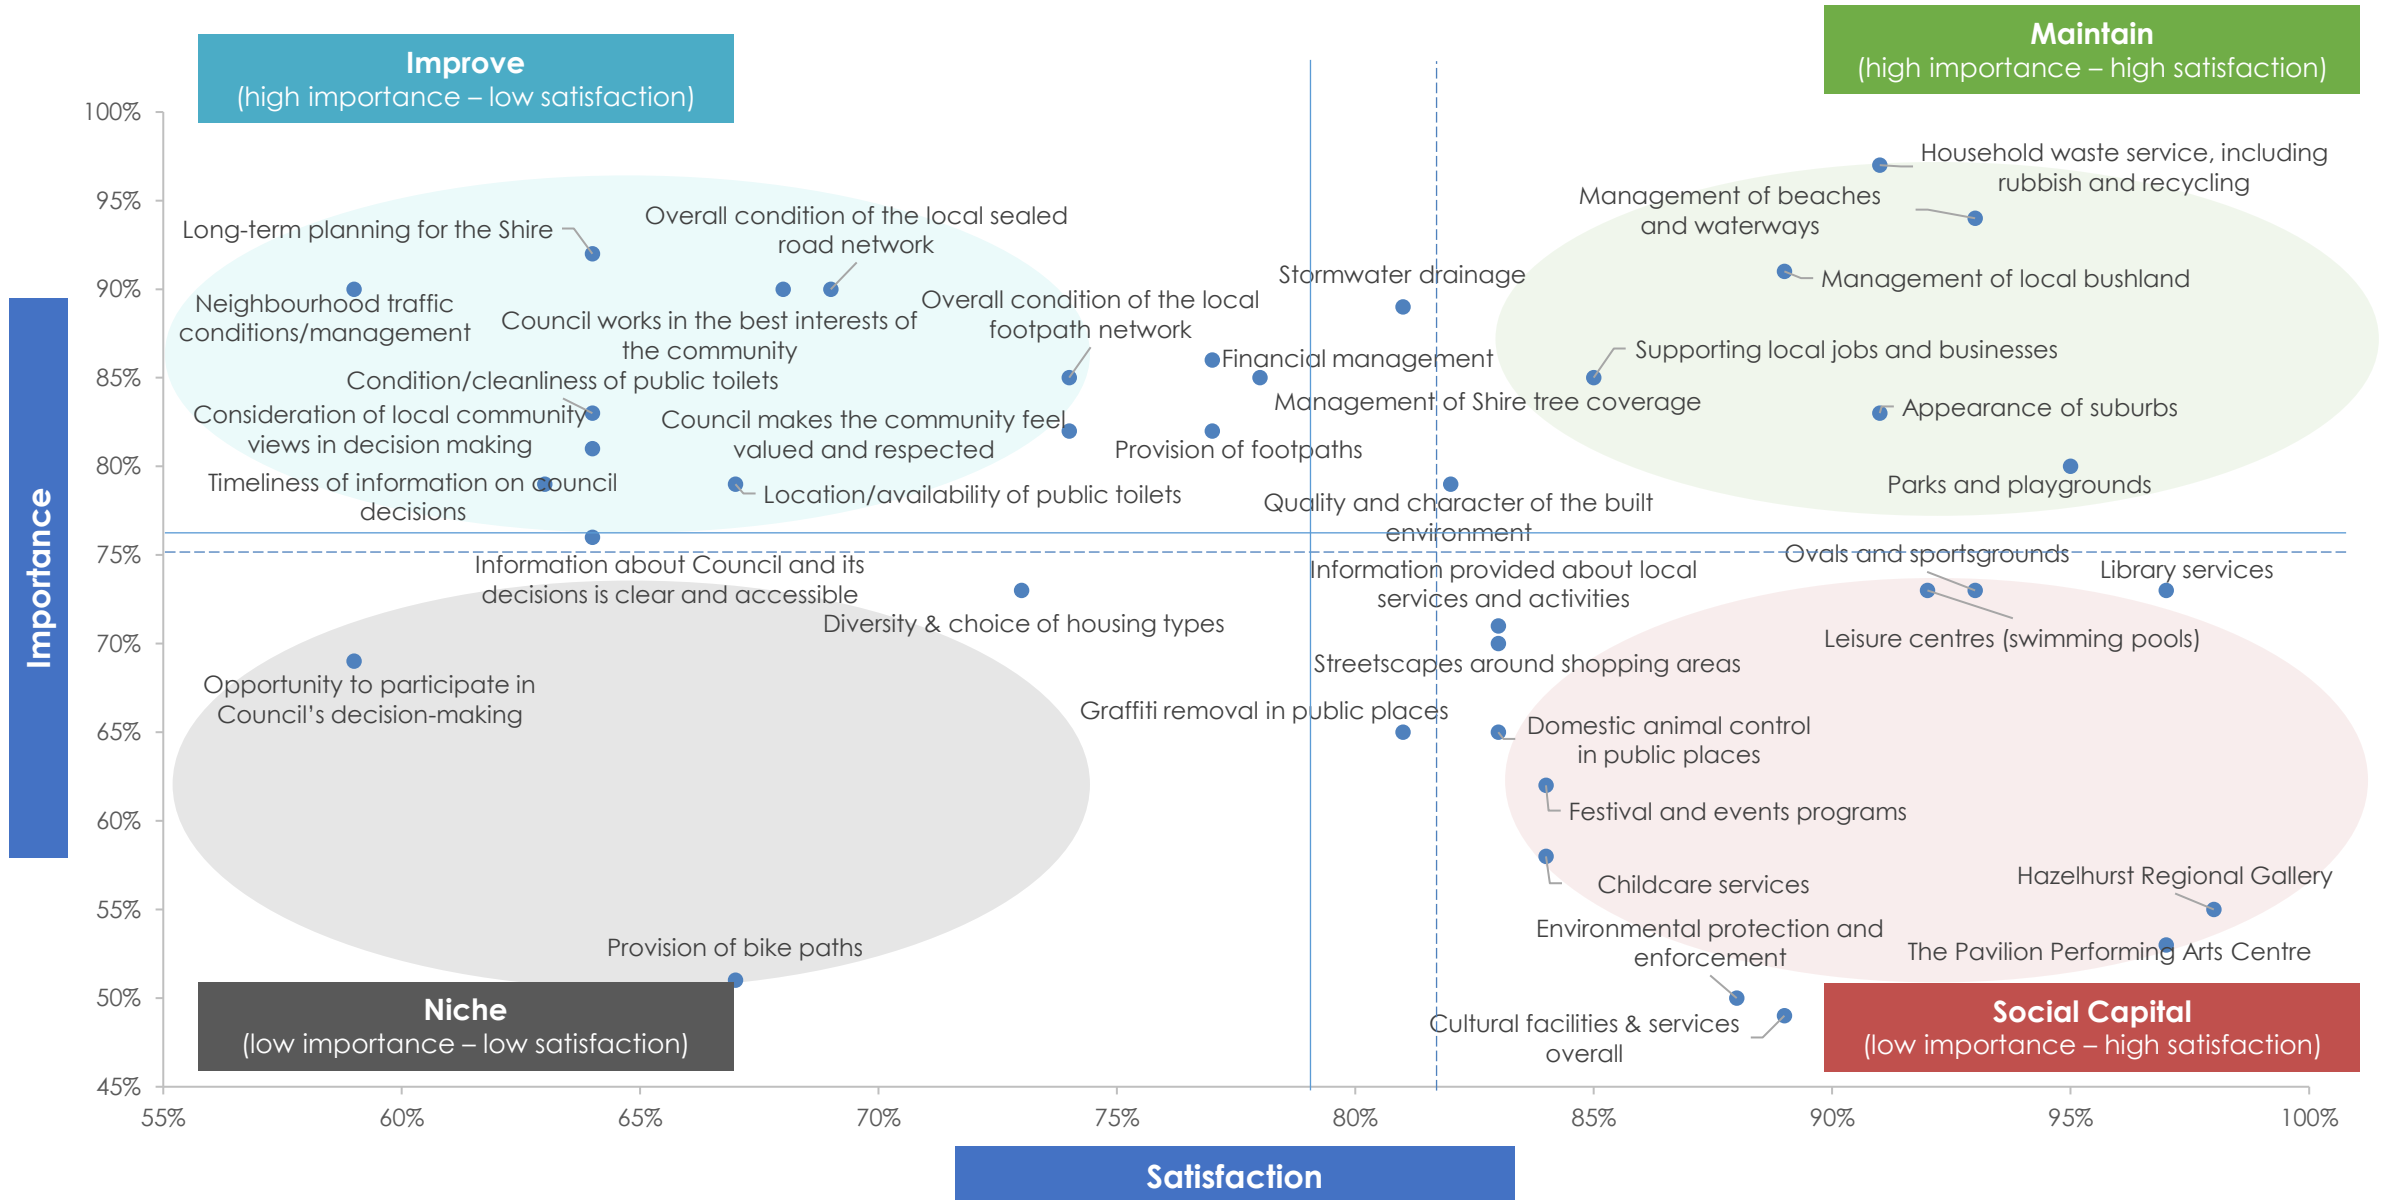 Improve
(high importance – low satisfaction)
Maintain
(high importance – high satisfaction)
100%
95%
90%
85%
80%
75%
70%
65%
60%
55%
50%
45%
Importance
Household waste service, including
rubbish and recycling
Management of beaches
and waterways
Long-term planning for the Shire
Overall condition of the local sealed
road network
Stormwater drainage
Management of local bushland
Neighbourhood traffic
conditions/management
Council works in the best interests of
the community
Overall condition of the local
footpath network
Financial management
Supporting local jobs and businesses
Condition/cleanliness of public toilets
Management of Shire tree coverage
Appearance of suburbs
Consideration of local community
views in decision making
Council makes the community feel
valued and respected
Provision of footpaths
Timeliness of information on council
decisions
Location/availability of public toilets
Quality and character of the built
environment
Parks and playgrounds
Information about Council and its
decisions is clear and accessible
Information provided about local
services and activities
Ovals and sportsgrounds
Library services
Diversity & choice of housing types
Leisure centres (swimming pools)
Streetscapes around shopping areas
Opportunity to participate in
Council’s decision-making
Graffiti removal in public places
Domestic animal control
in public places
Festival and events programs
Childcare services
Hazelhurst Regional Gallery
Provision of bike paths
Environmental protection and
enforcement
The Pavilion Performing Arts Centre
Cultural facilities & services
overall
Niche
(low importance – low satisfaction)
Social Capital
(low importance – high satisfaction)
55%
60%
65%
70%
75%
80%
85%
90%
95%
100%
Satisfaction